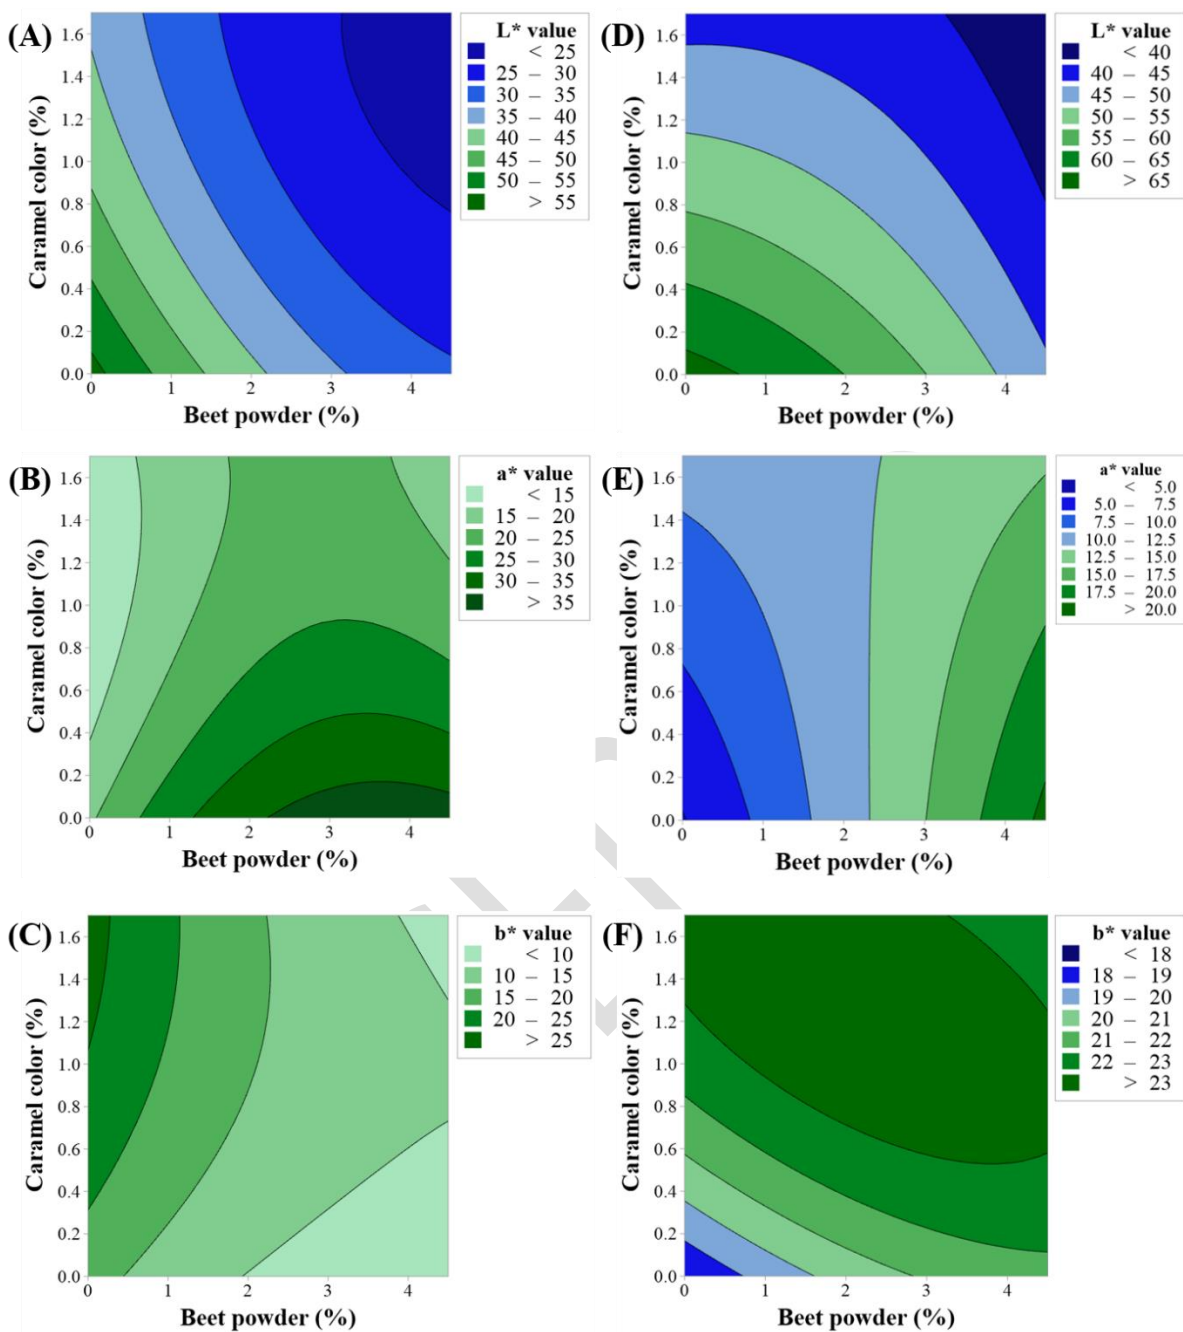 (A)
L* value
< 25
25 – 30
30 – 35
35 – 40
40 – 45
45 – 50
50 – 55
> 55
Caramel color (%)
1.6
1.4
1.2
1.0
0.8
0.6
0.4
0.2
0.0
0 1 2 3 4
Beet powder (%)
(D)
L* value
< 40
40 – 45
45 – 50
50 – 55
55 – 60
60 – 65
> 65
Caramel color (%)
1.6
1.4
1.2
1.0
0.8
0.6
0.4
0.2
0.0
0 1 2 3 4
Beet powder (%)
(B)
a* value
< 15
15 – 20
20 – 25
25 – 30
30 – 35
> 35
Caramel color (%)
1.6
1.4
1.2
1.0
0.8
0.6
0.4
0.2
0.0
0 1 2 3 4
Beet powder (%)
(E)
a* value
< 5.0
5.0 – 7.5
7.5 – 10.0
10.0 – 12.5
12.5 – 15.0
15.0 – 17.5
17.5 – 20.0
> 20.0
Caramel color (%)
1.6
1.4
1.2
1.0
0.8
0.6
0.4
0.2
0.0
0 1 2 3 4
Beet powder (%)
(C)
b* value
< 10
10 – 15
15 – 20
20 – 25
> 25
Caramel color (%)
1.6
1.4
1.2
1.0
0.8
0.6
0.4
0.2
0.0
0 1 2 3 4
Beet powder (%)
(F)
b* value
< 18
18 – 19
19 – 20
20 – 21
21 – 22
22 – 23
> 23
Caramel color (%)
1.6
1.4
1.2
1.0
0.8
0.6
0.4
0.2
0.0
0 1 2 3 4
Beet powder (%)